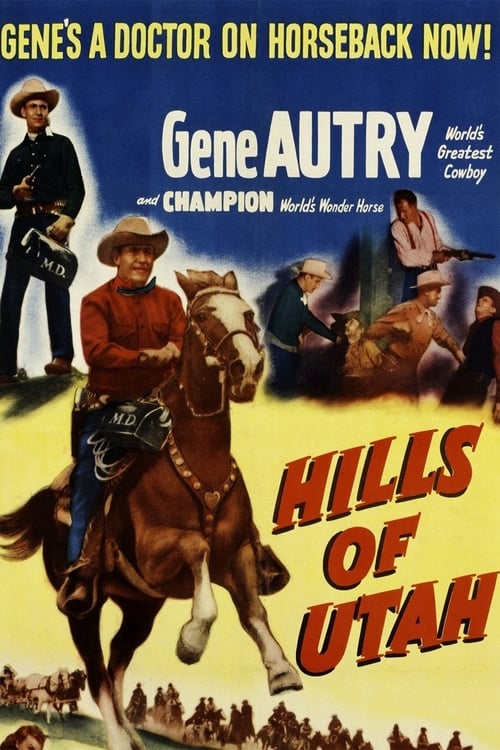 GENE'S A DOCTOR ON HORSEBACK NOW!
Gene AUTRY
World's
Greatest
Cowboy
and CHAMPION World's Wonder Horse
M.D.
M.D.
HILLS
OF
UTAH